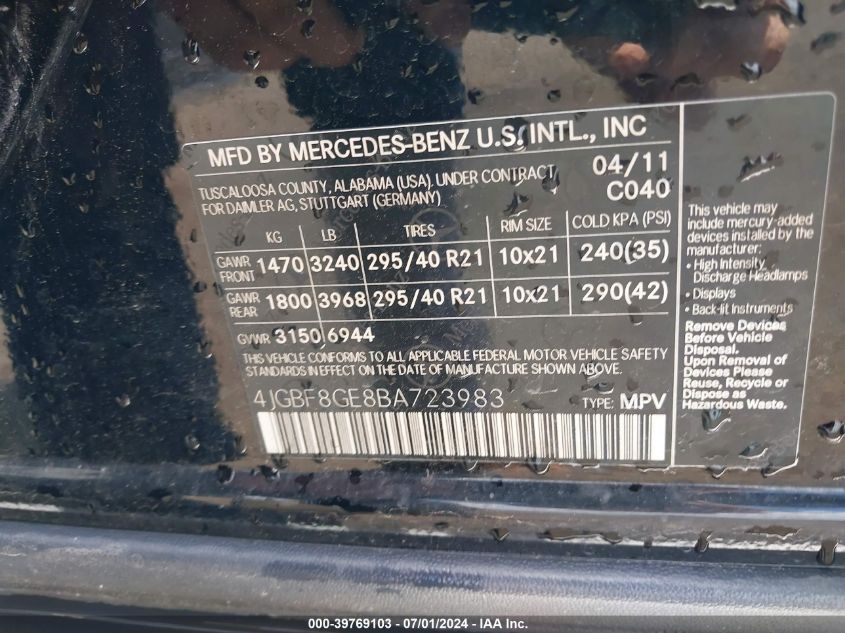 MFD BY MERCEDES-BENZ U.S. INTL., INC
TUSCALOOSA COUNTY, ALABAMA (USA). UNDER CONTRACT
FOR DAIMLER AG, STUTTGART (GERMANY)
04/11
C040
KG LB TIRES RIM SIZE COLD KPA (PSI)
GAWR FRONT 1470 3240 295/40 R21 10x21 240(35)
GAWR REAR 1800 3968 295/40 R21 10x21 290(42)
GVWR 3150 6944
THIS VEHICLE CONFORMS TO ALL APPLICABLE FEDERAL MOTOR VEHICLE SAFETY
STANDARDS IN EFFECT ON THE DATE OF MANUFACTURE SHOWN ABOVE.
4JGBF8GE8BA723983 TYPE: MPV
This vehicle may
include mercury-added
devices installed by the
manufacturer:
• High Intensity
Discharge Headlamps
• Displays
• Back-lit Instruments
Remove Devices
Before Vehicle
Disposal.
Upon Removal of
Devices Please
Reuse, Recycle or
Dispose as
Hazardous Waste.
000-39769103 - 07/01/2024 - IAA Inc.